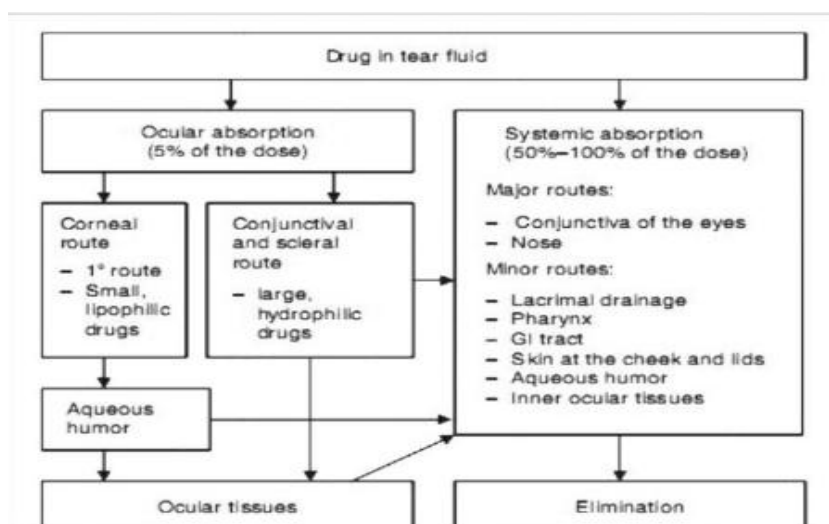 Drug in tear fluid
Ocular absorption
(5% of the dose)
Systemic absorption
(50%–100% of the dose)
Major routes:
– Conjunctiva of the eyes
– Nose
Minor routes:
– Lacrimal drainage
– Pharynx
– GI tract
– Skin at the cheek and lids
– Aqueous humor
– Inner ocular tissues
Corneal
route
– 1° route
– Small,
lipophilic
drugs
Conjunctival
and scleral
route
– large,
hydrophilic
drugs
Aqueous
humor
Ocular tissues
Elimination